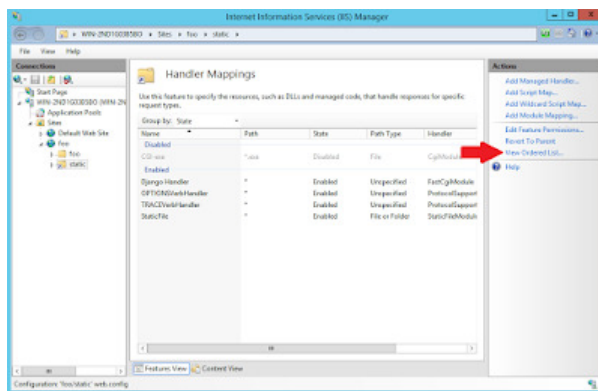 Internet Information Services (IIS) Manager
Sites
foo
static
File View Help
Connections
Start Page
Application Pools
Sites
Default Web Site
foo
foo
static
Handler Mappings
Use this feature to specify the resources, such as DLLs and managed code, that handle responses for specific
request types.
Group by: State
Name Path State Path Type Handler
Disabled
CGI-exe *.exe Disabled File CgiModule
Enabled
Django Handler * Enabled Unspecified FastCgiModule
OPTIONSVerbHandler * Enabled Unspecified ProtocolSupport
TRACEVerbHandler * Enabled Unspecified ProtocolSupport
StaticFile * Enabled File or Folder StaticFileModule
Features View Content View
Actions
Add Managed Handler...
Add Script Map...
Add Wildcard Script Map...
Add Module Mapping...
Edit Feature Permissions...
Revert To Parent
View Ordered List...
Help
Configuration: 'foo/static' web.config